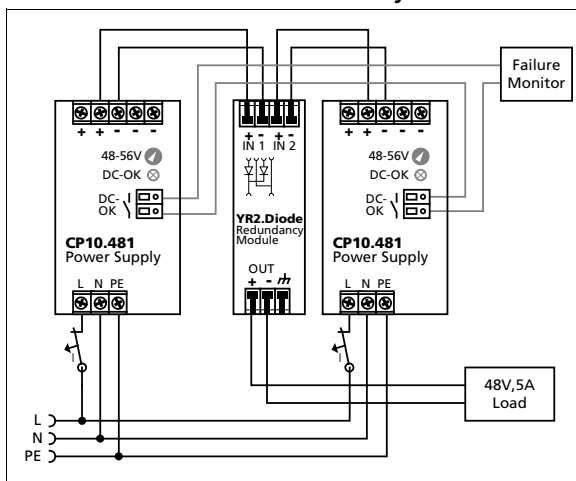 Failure
Monitor
+ + - - -
48-56V
DC-OK
DC-
OK
CP10.481
Power Supply
L N PE
+ - + -
IN 1 IN 2
YR2.Diode
Redundancy
Module
OUT
+ -
+ + - - -
48-56V
DC-OK
DC-
OK
CP10.481
Power Supply
L N PE
I
I
48V,5A
Load
L
N
PE